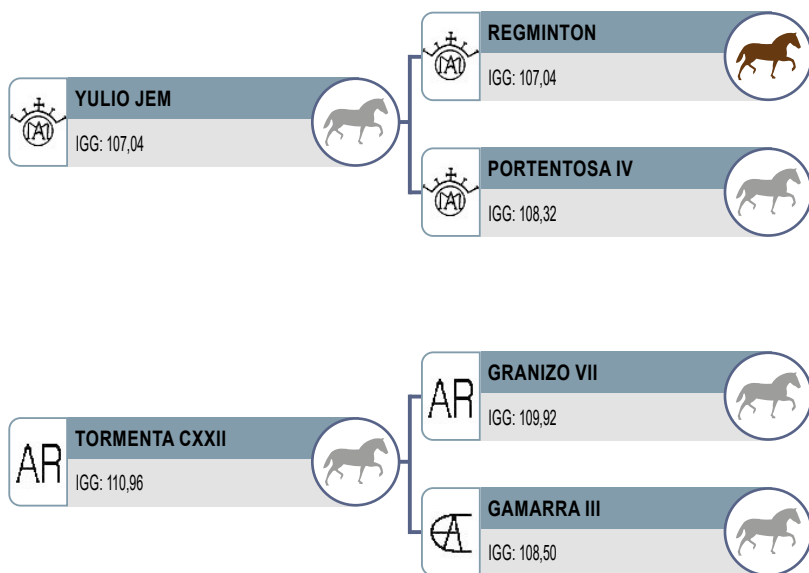 REGMINTON
IGG: 107,04
YULIO JEM
IGG: 107,04
PORTENTOSA IV
IGG: 108,32
GRANIZO VII
AR
IGG: 109,92
TORMENTA CXXII
AR
IGG: 110,96
GAMARRA III
IGG: 108,50